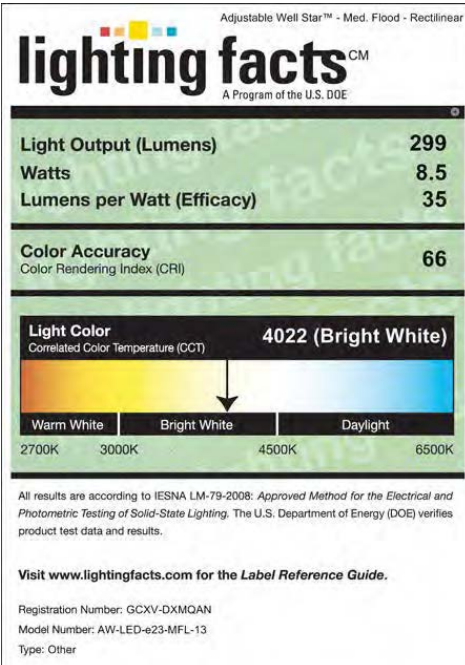 Adjustable Well Star™ - Med. Flood - Rectilinear
lighting facts CM
A Program of the U.S. DOE
Light Output (Lumens) 299
Watts 8.5
Lumens per Watt (Efficacy) 35
Color Accuracy
Color Rendering Index (CRI) 66
Light Color
Correlated Color Temperature (CCT) 4022 (Bright White)
Warm White Bright White Daylight
2700K 3000K 4500K 6500K
All results are according to IESNA LM-79-2008: Approved Method for the Electrical and
Photometric Testing of Solid-State Lighting. The U.S. Department of Energy (DOE) verifies
product test data and results.
Visit www.lightingfacts.com for the Label Reference Guide.
Registration Number: GCXV-DXMQAN
Model Number: AW-LED-e23-MFL-13
Type: Other